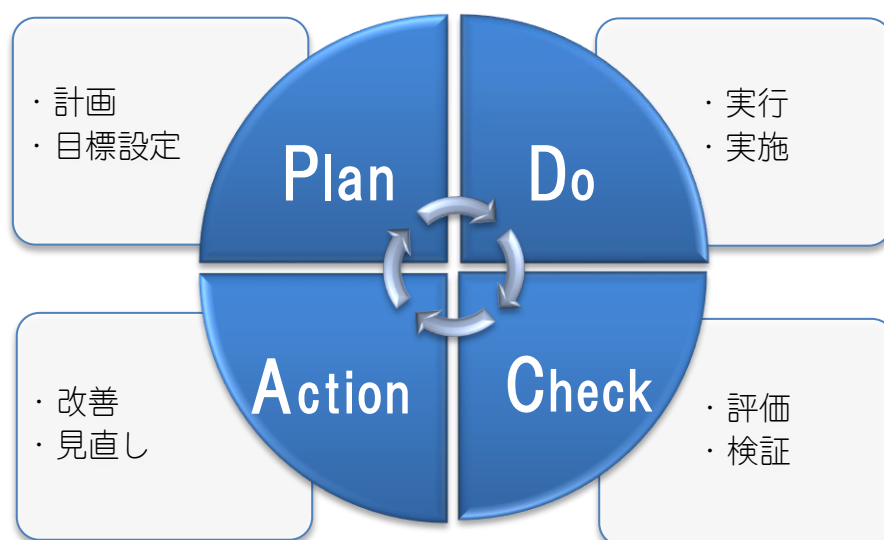 ・計画
・目標設定
Plan
Do
・実行
・実施
・改善
・見直し
Action
Check
・評価
・検証